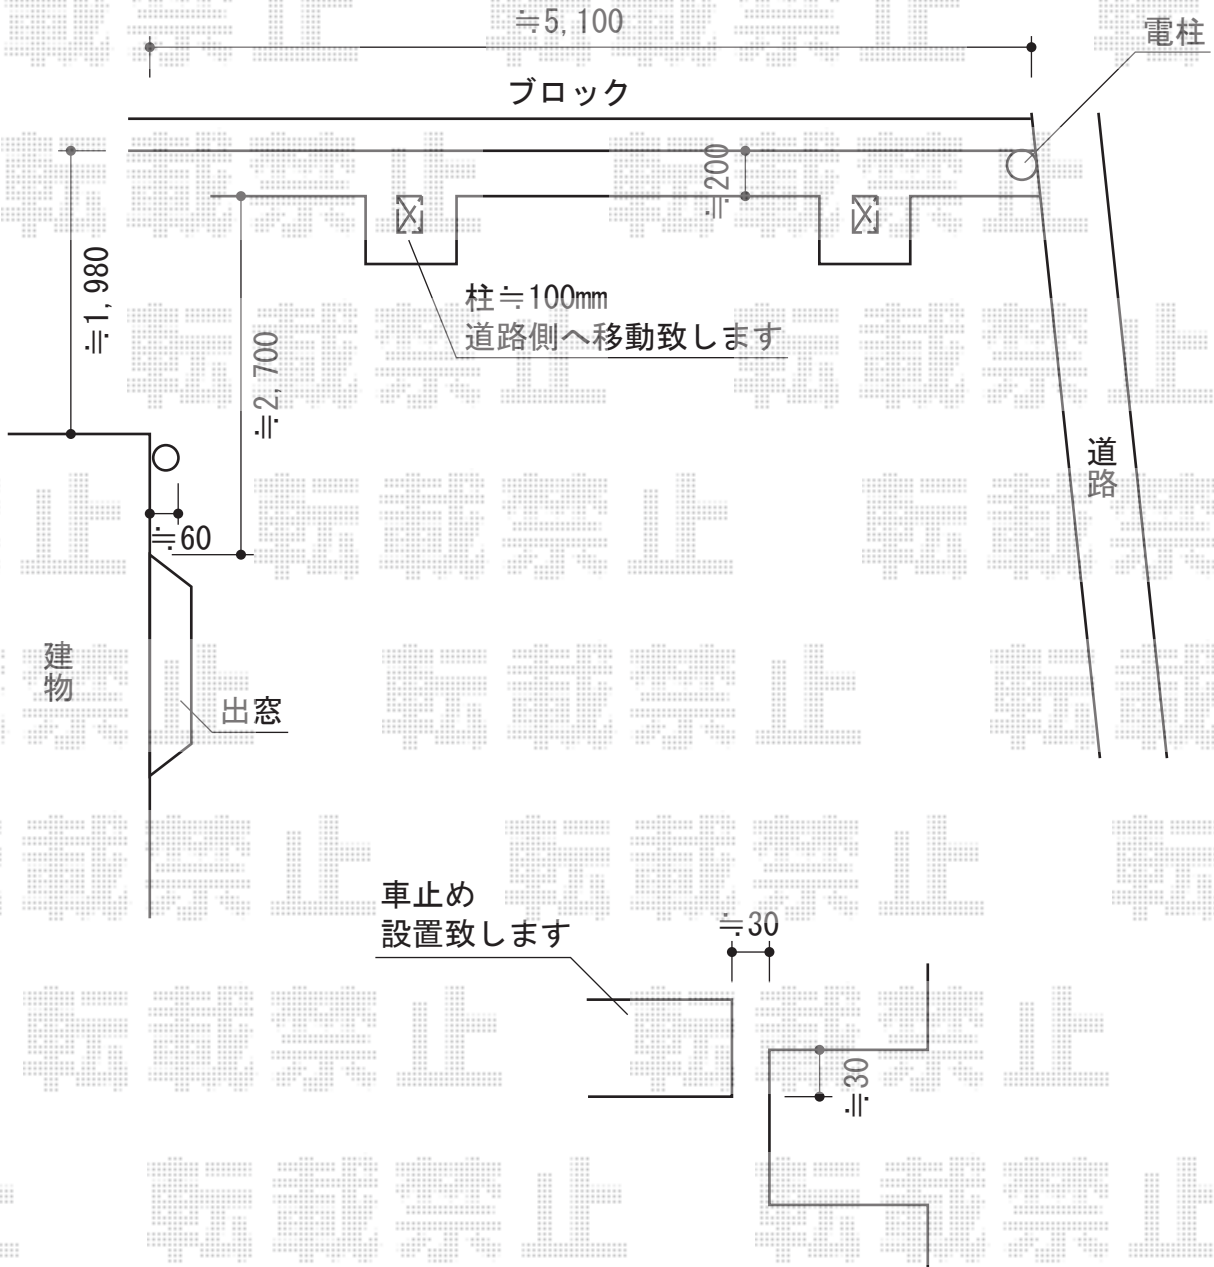 ≒5,100
電柱
ブロック
≒200
≒1,980
柱≒100mm
道路側へ移動致します
≒2,700
道路
≒60
建物
出窓
車止め
設置致します
≒30
≒30
転載禁止